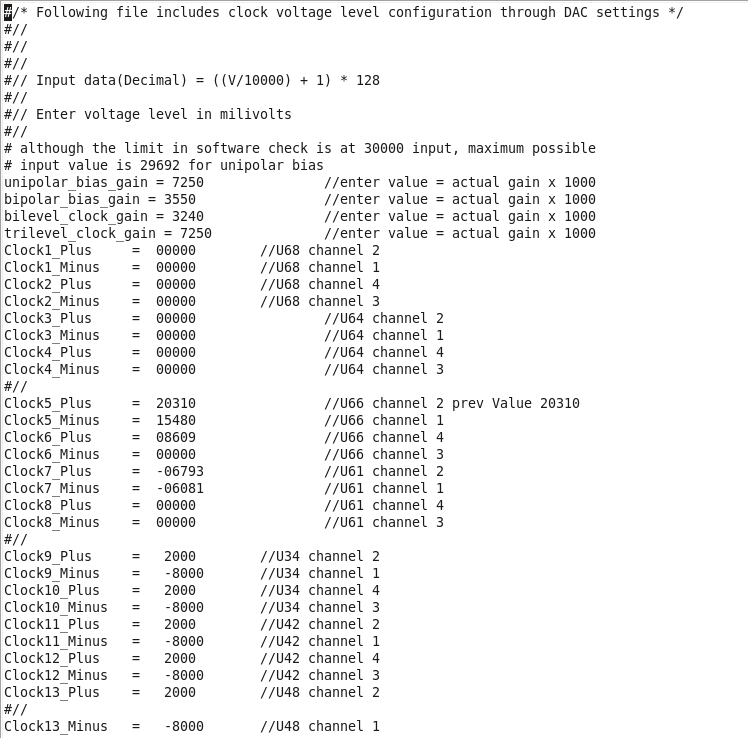 #/* Following file includes clock voltage level configuration through DAC settings */
#//
#//
#//
#// Input data(Decimal) = ((V/10000) + 1) * 128
#//
#// Enter voltage level in milivolts
#//
# although the limit in software check is at 30000 input, maximum possible
# input value is 29692 for unipolar bias
unipolar_bias_gain = 7250               //enter value = actual gain x 1000
bipolar_bias_gain = 3550                //enter value = actual gain x 1000
bilevel_clock_gain = 3240               //enter value = actual gain x 1000
trilevel_clock_gain = 7250              //enter value = actual gain x 1000
Clock1_Plus     =  00000        //U68 channel 2
Clock1_Minus    =  00000        //U68 channel 1
Clock2_Plus     =  00000        //U68 channel 4
Clock2_Minus    =  00000        //U68 channel 3
Clock3_Plus     =  00000                //U64 channel 2
Clock3_Minus    =  00000                //U64 channel 1
Clock4_Plus     =  00000                //U64 channel 4
Clock4_Minus    =  00000                //U64 channel 3
#//
Clock5_Plus     =  20310                //U66 channel 2 prev Value 20310
Clock5_Minus    =  15480                //U66 channel 1
Clock6_Plus     =  08609                //U66 channel 4
Clock6_Minus    =  00000                //U66 channel 3
Clock7_Plus     =  -06793               //U61 channel 2
Clock7_Minus    =  -06081               //U61 channel 1
Clock8_Plus     =  00000                //U61 channel 4
Clock8_Minus    =  00000                //U61 channel 3
#//
Clock9_Plus     =   2000        //U34 channel 2
Clock9_Minus    =   -8000       //U34 channel 1
Clock10_Plus    =   2000        //U34 channel 4
Clock10_Minus   =   -8000       //U34 channel 3
Clock11_Plus    =   2000        //U42 channel 2
Clock11_Minus   =   -8000       //U42 channel 1
Clock12_Plus    =   2000        //U42 channel 4
Clock12_Minus   =   -8000       //U42 channel 3
Clock13_Plus    =   2000        //U48 channel 2
#//
Clock13_Minus   =   -8000       //U48 channel 1